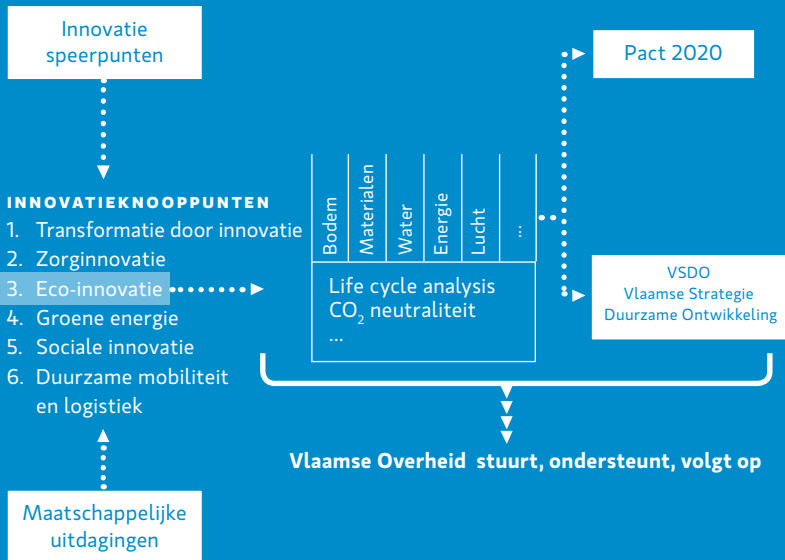 Innovatie
speerpunten
Pact 2020
INNOVATIEKNOOPPUNTEN
1. Transformatie door innovatie
2. Zorginnovatie
3. Eco-innovatie
4. Groene energie
5. Sociale innovatie
6. Duurzame mobiliteit
en logistiek
Bodem
Materialen
Water
Energie
Lucht
...
Life cycle analysis
CO₂ neutraliteit
...
VSDO
Vlaamse Strategie
Duurzame Ontwikkeling
Vlaamse Overheid stuurt, ondersteunt, volgt op
Maatschappelijke
uitdagingen